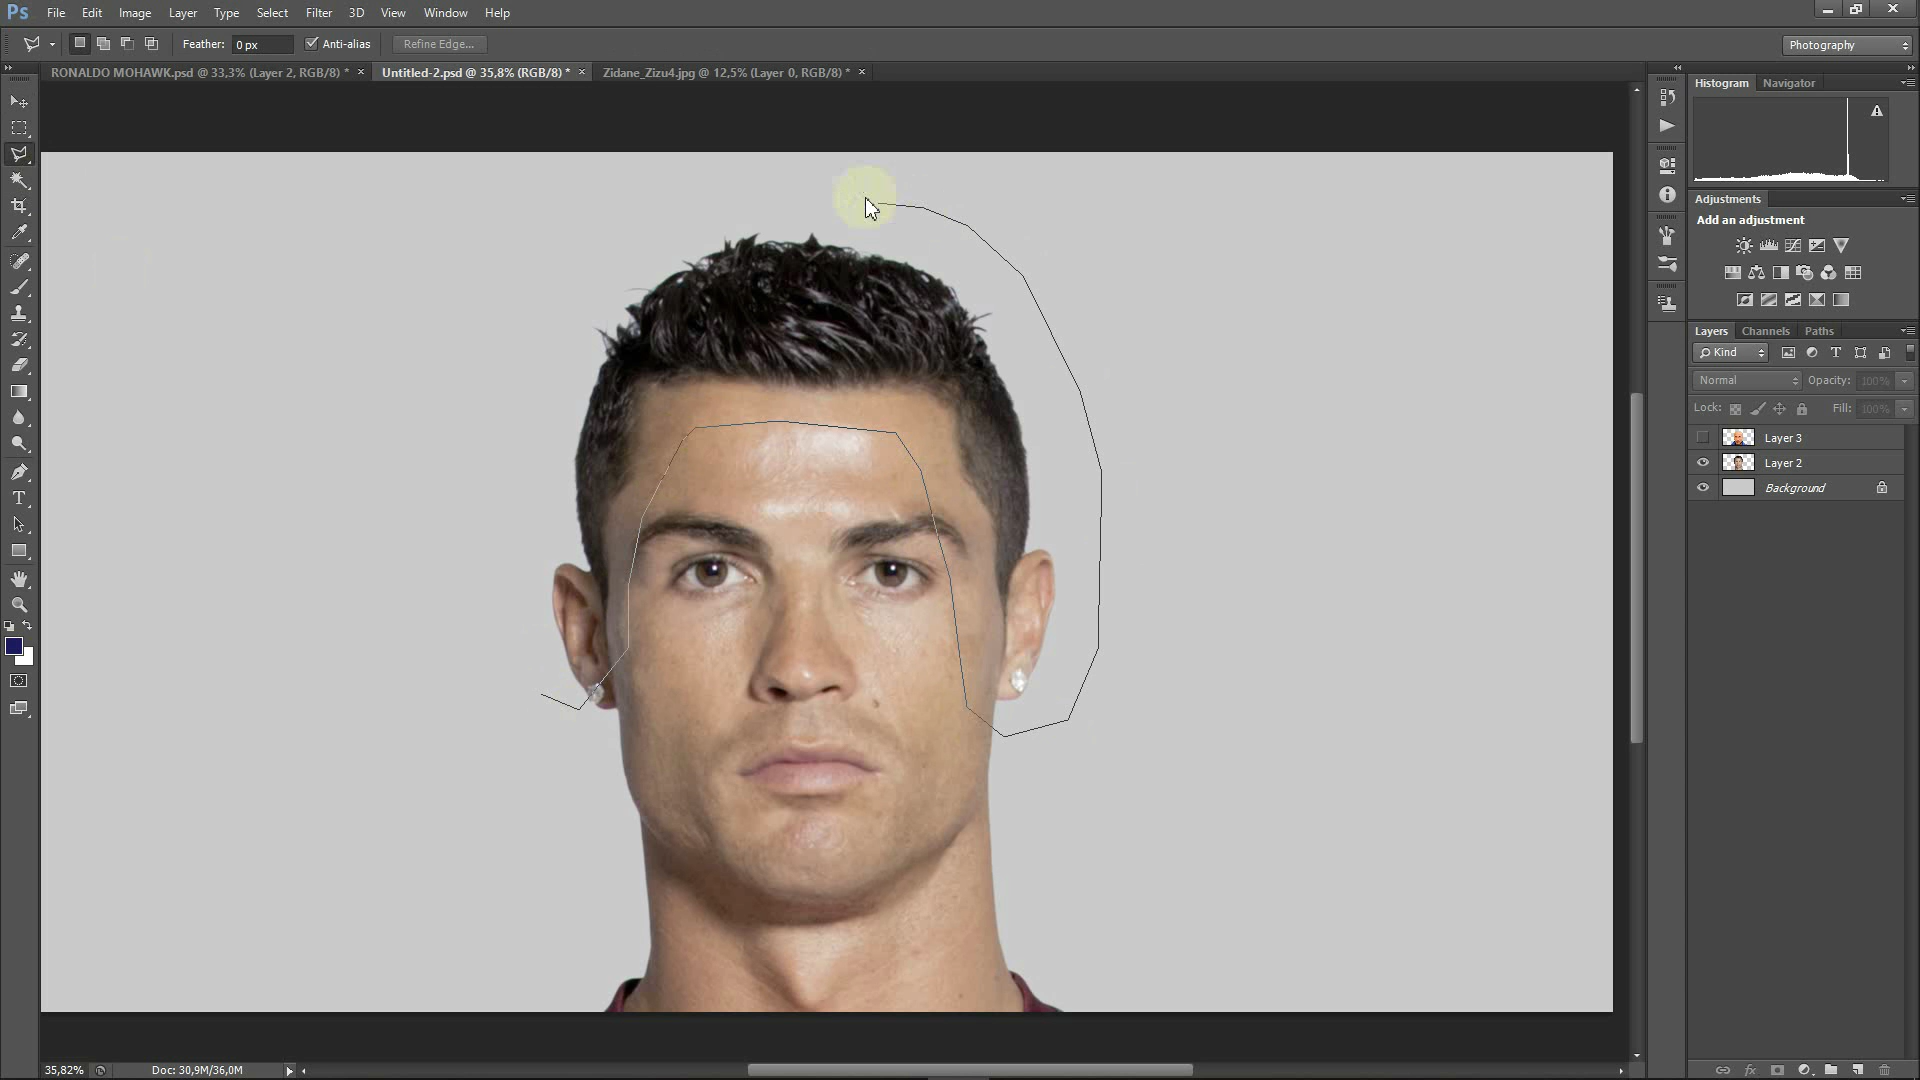 Ps File Edit Image Layer Type Select Filter 3D View Window Help
Feather: 0 px Anti-alias Refine Edge... Photography
RONALDO MOHAWK.psd @ 33,3% (Layer 2, RGB/8) * × Untitled-2.psd @ 35,8% (RGB/8) * × Zidane_Zizu4.jpg @ 12,5% (Layer 0, RGB/8) * ×
Histogram Navigator
Adjustments
Add an adjustment
Layers Channels Paths
Kind
Normal Opacity: 100%
Lock: Fill: 100%
Layer 3
Layer 2
Background
35,82% Doc: 30,9M/36,0M